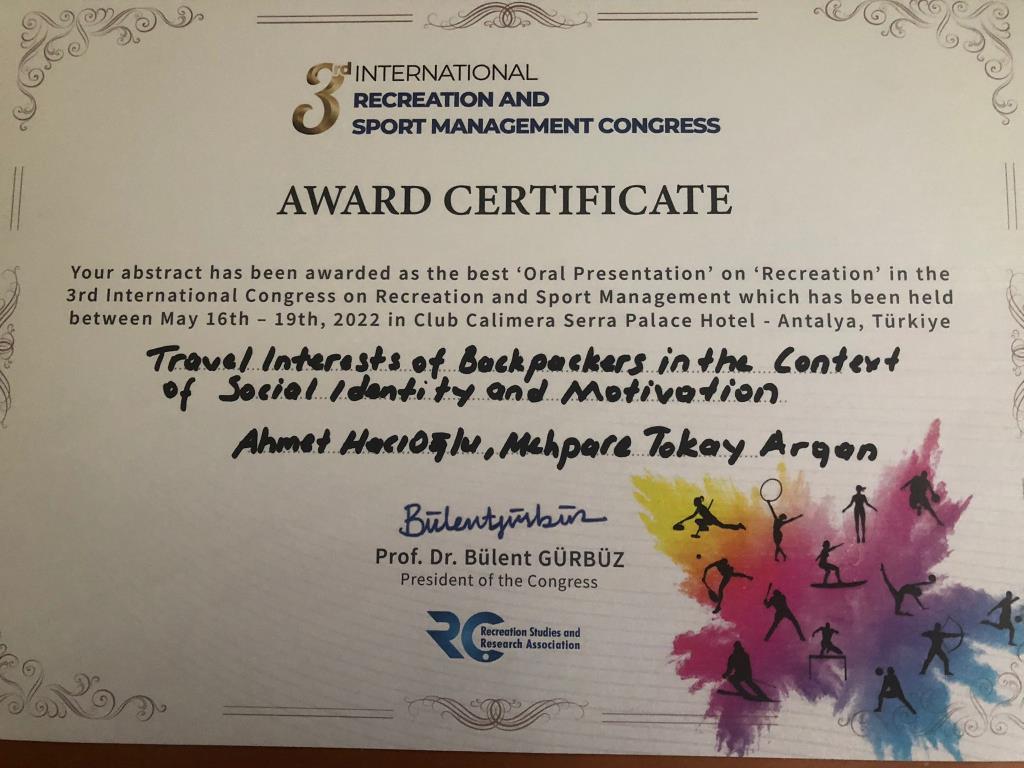 3rd INTERNATIONAL
RECREATION AND
SPORT MANAGEMENT CONGRESS
AWARD CERTIFICATE
Your abstract has been awarded as the best ‘Oral Presentation’ on ‘Recreation’ in the
3rd International Congress on Recreation and Sport Management which has been held
between May 16th – 19th, 2022 in Club Calimera Serra Palace Hotel - Antalya, Türkiye
Travel Interests of Backpackers in the Context
of Social Identity and Motivation
Ahmet Hacıoğlu, Mehpare Tokay Argan
Bülentgürbüz
Prof. Dr. Bülent GÜRBÜZ
President of the Congress
RC Recreation Studies and
Research Association